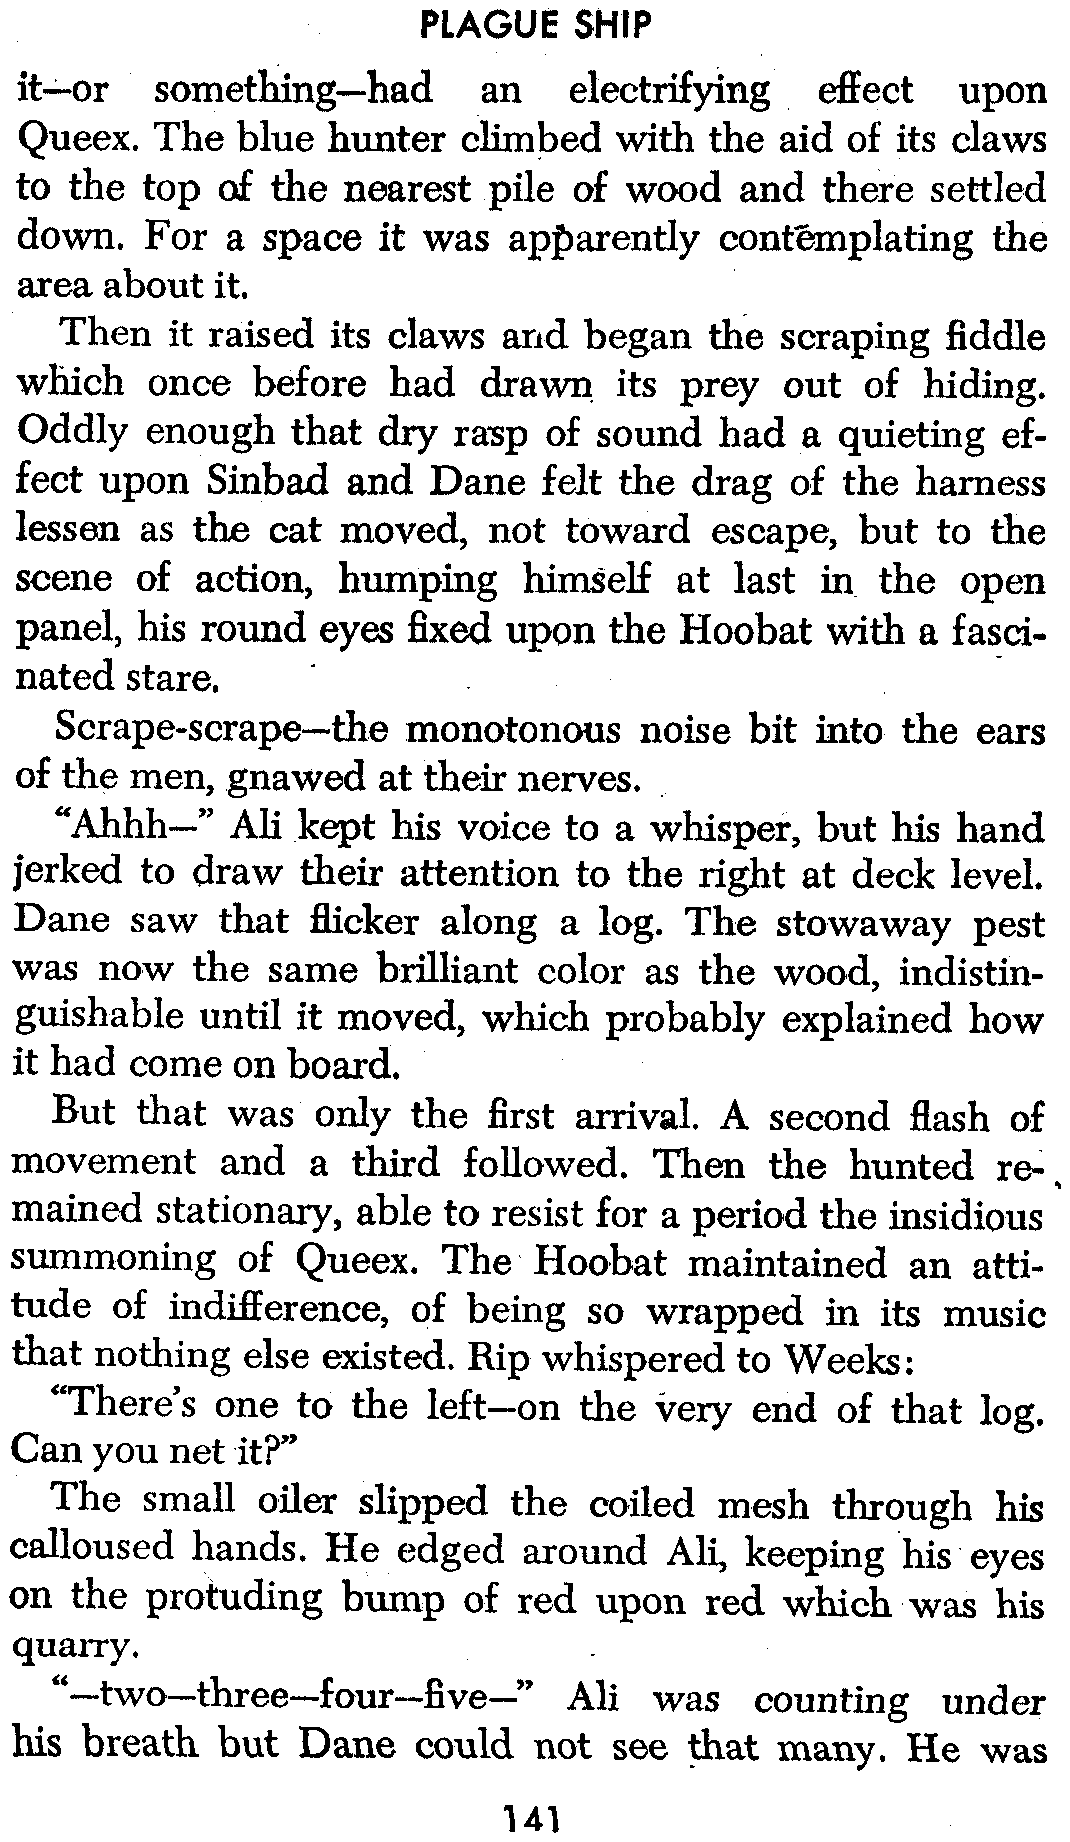 PLAGUE SHIP
it—or something—had an electrifying effect upon
Queex. The blue hunter climbed with the aid of its claws
to the top of the nearest pile of wood and there settled
down. For a space it was apparently contemplating the
area about it.
Then it raised its claws and began the scraping fiddle
which once before had drawn its prey out of hiding.
Oddly enough that dry rasp of sound had a quieting ef-
fect upon Sinbad and Dane felt the drag of the harness
lessen as the cat moved, not toward escape, but to the
scene of action, humping himself at last in the open
panel, his round eyes fixed upon the Hoobat with a fasci-
nated stare.
Scrape-scrape—the monotonous noise bit into the ears
of the men, gnawed at their nerves.
“Ahhh—” Ali kept his voice to a whisper, but his hand
jerked to draw their attention to the right at deck level.
Dane saw that flicker along a log. The stowaway pest
was now the same brilliant color as the wood, indistin-
guishable until it moved, which probably explained how
it had come on board.
But that was only the first arrival. A second flash of
movement and a third followed. Then the hunted re-
mained stationary, able to resist for a period the insidious
summoning of Queex. The Hoobat maintained an atti-
tude of indifference, of being so wrapped in its music
that nothing else existed. Rip whispered to Weeks:
“There’s one to the left—on the very end of that log.
Can you net it?”
The small oiler slipped the coiled mesh through his
calloused hands. He edged around Ali, keeping his eyes
on the protuding bump of red upon red which was his
quarry.
“—two—three—four—five—” Ali was counting under
his breath but Dane could not see that many. He was
141